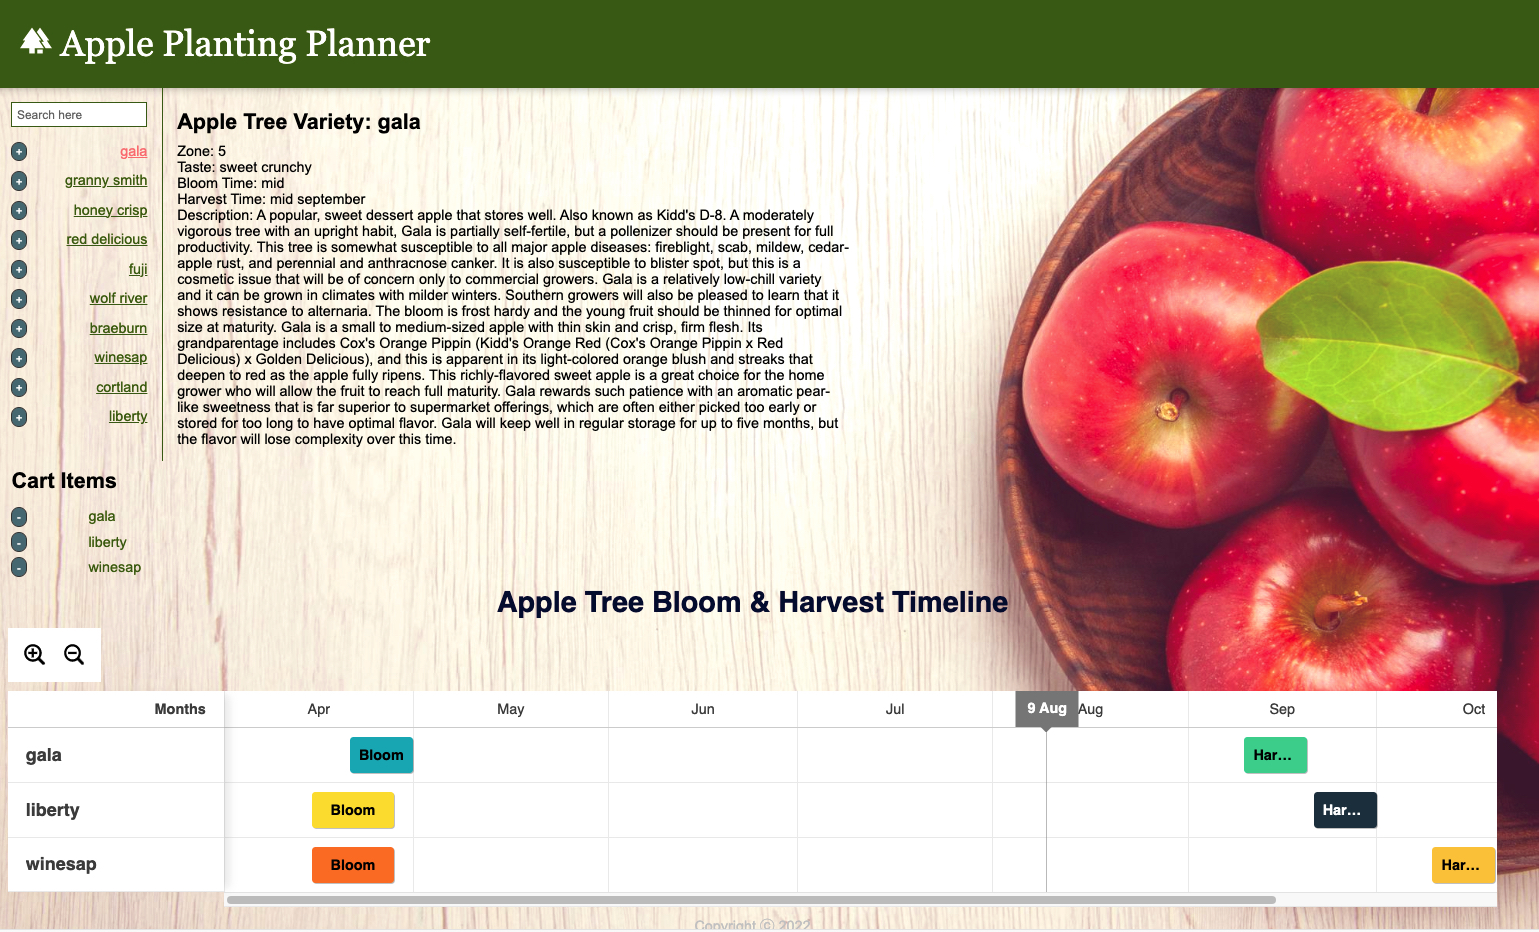 Apple Planting Planner
Search here
+ gala
+ granny smith
+ honey crisp
+ red delicious
+ fuji
+ wolf river
+ braeburn
+ winesap
+ cortland
+ liberty
Apple Tree Variety: gala
Zone: 5
Taste: sweet crunchy
Bloom Time: mid
Harvest Time: mid september
Description: A popular, sweet dessert apple that stores well. Also known as Kidd's D-8. A moderately
vigorous tree with an upright habit, Gala is partially self-fertile, but a pollenizer should be present for full
productivity. This tree is somewhat susceptible to all major apple diseases: fireblight, scab, mildew, cedar-
apple rust, and perennial and anthracnose canker. It is also susceptible to blister spot, but this is a
cosmetic issue that will be of concern only to commercial growers. Gala is a relatively low-chill variety
and it can be grown in climates with milder winters. Southern growers will also be pleased to learn that it
shows resistance to alternaria. The bloom is frost hardy and the young fruit should be thinned for optimal
size at maturity. Gala is a small to medium-sized apple with thin skin and crisp, firm flesh. Its
grandparentage includes Cox's Orange Pippin (Kidd's Orange Red (Cox's Orange Pippin x Red
Delicious) x Golden Delicious), and this is apparent in its light-colored orange blush and streaks that
deepen to red as the apple fully ripens. This richly-flavored sweet apple is a great choice for the home
grower who will allow the fruit to reach full maturity. Gala rewards such patience with an aromatic pear-
like sweetness that is far superior to supermarket offerings, which are often either picked too early or
stored for too long to have optimal flavor. Gala will keep well in regular storage for up to five months, but
the flavor will lose complexity over this time.
Cart Items
- gala
- liberty
- winesap
Apple Tree Bloom & Harvest Timeline
Months Apr May Jun Jul 9 Aug Aug Sep Oct
gala Bloom Har...
liberty Bloom Har...
winesap Bloom Har...
Copyright © 2022